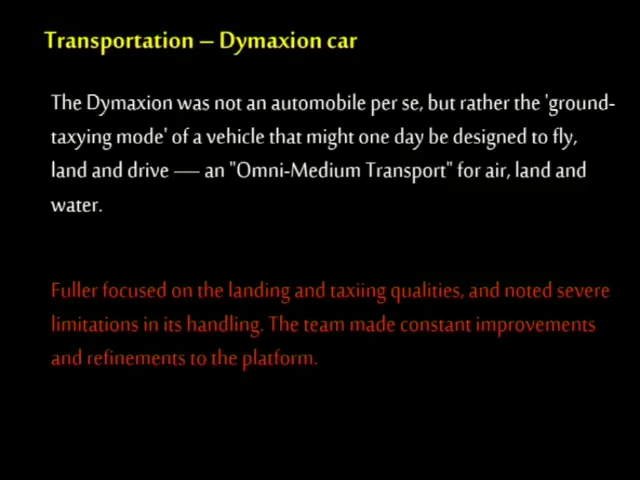 Transportation – Dymaxion car
The Dymaxion was not an automobile per se, but rather the 'ground-
taxying mode' of a vehicle that might one day be designed to fly,
land and drive — an "Omni-Medium Transport" for air, land and
water.
Fuller focused on the landing and taxiing qualities, and noted severe
limitations in its handling. The team made constant improvements
and refinements to the platform.